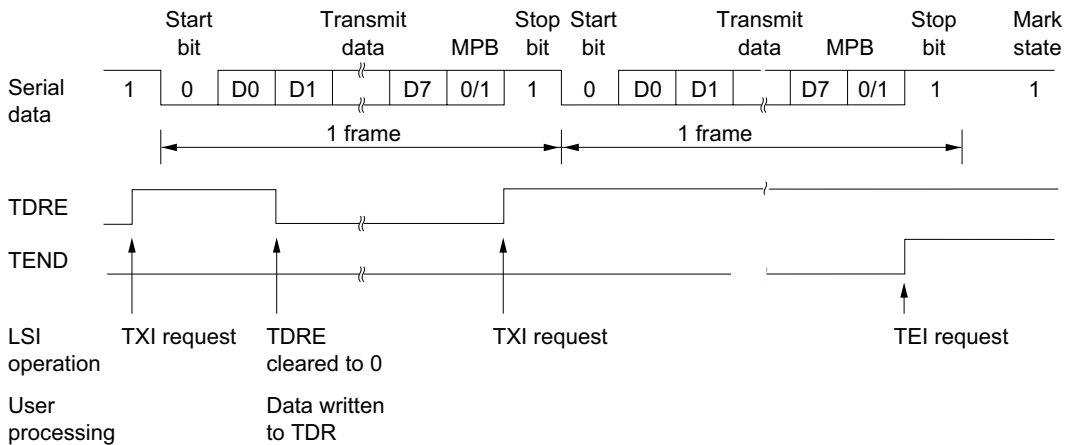 Start Transmit Stop Start Transmit Stop Mark
bit data MPB bit bit data MPB bit state
Serial 1 0 D0 D1 D7 0/1 1 0 D0 D1 D7 0/1 1 1
data
1 frame 1 frame
TDRE
TEND
LSI TXI request TDRE TXI request TEI request
operation cleared to 0
User Data written
processing to TDR